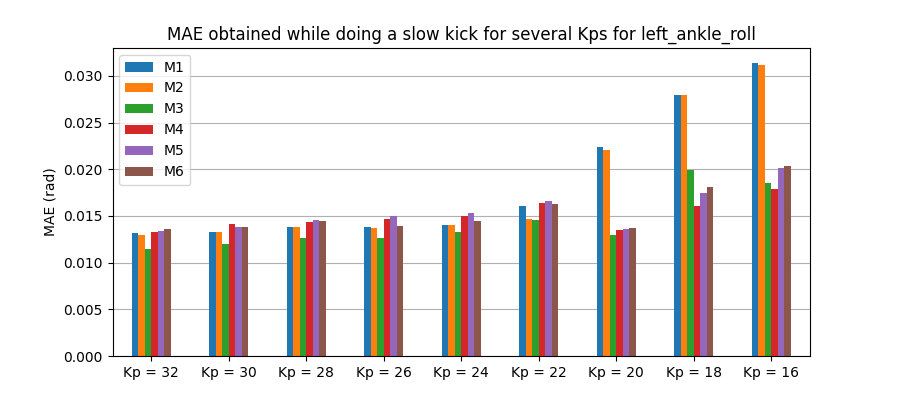 MAE obtained while doing a slow kick for several Kps for left_ankle_roll
MAE (rad)
0.030
0.025
0.020
0.015
0.010
0.005
0.000
M1
M2
M3
M4
M5
M6
Kp = 32 Kp = 30 Kp = 28 Kp = 26 Kp = 24 Kp = 22 Kp = 20 Kp = 18 Kp = 16